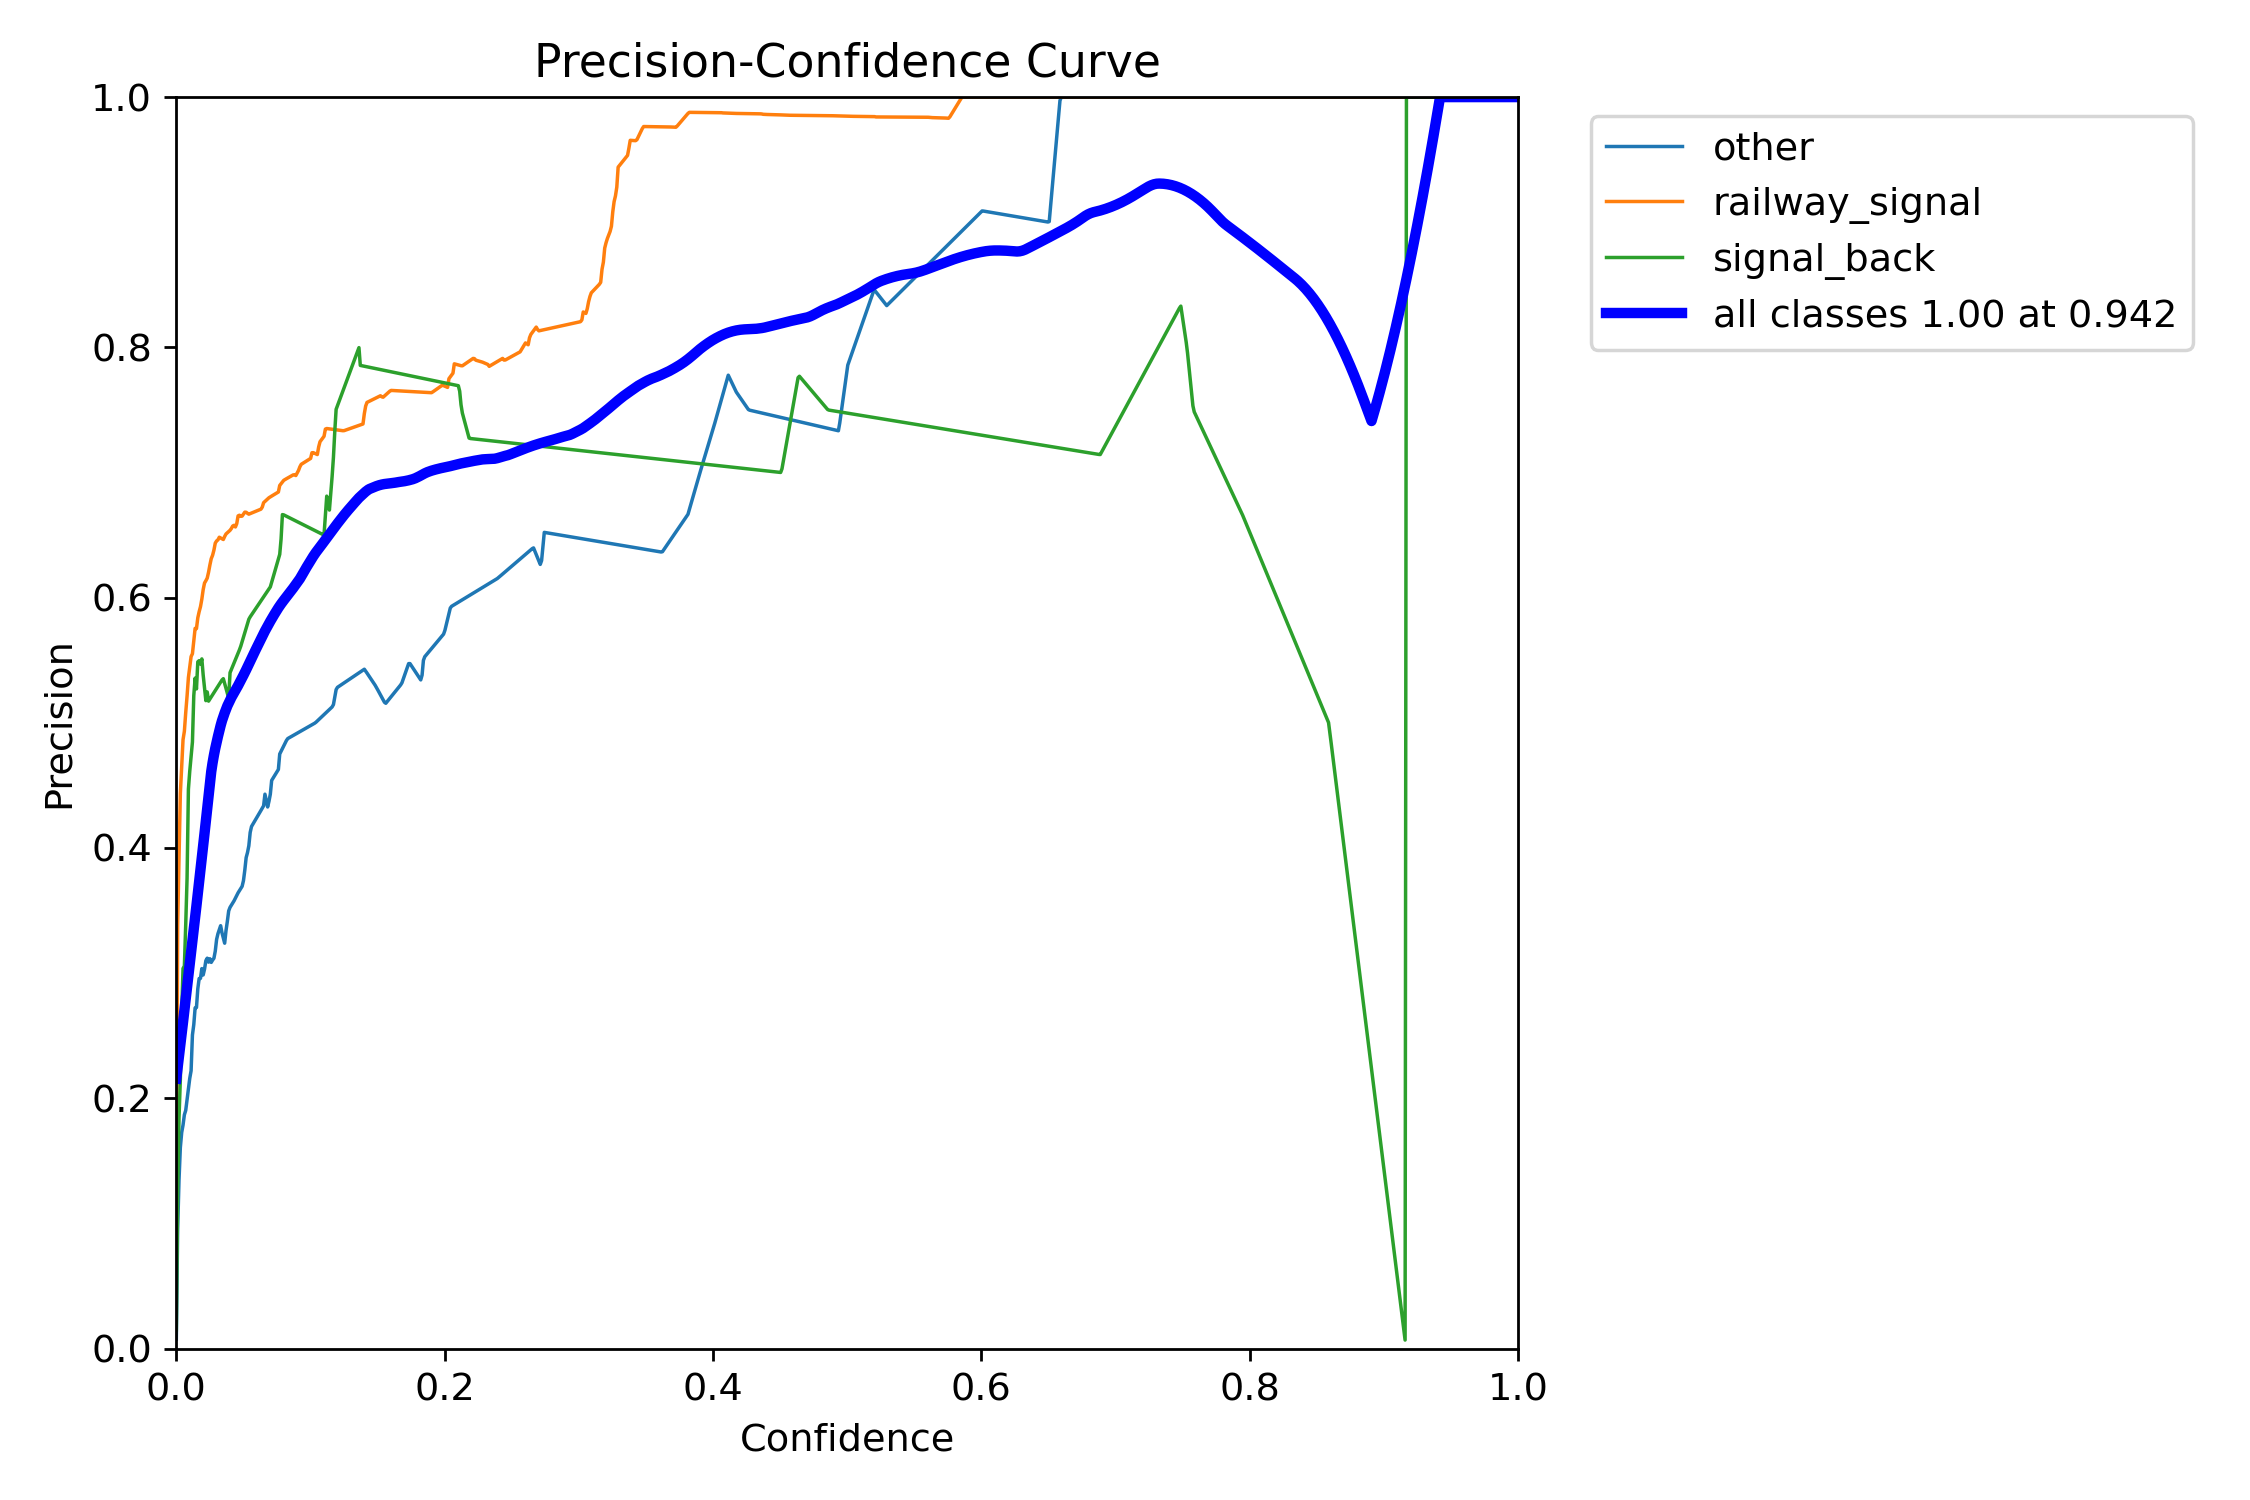 Precision-Confidence Curve
1.0
0.8
0.6
0.4
0.2
0.0
Precision
0.0 0.2 0.4 0.6 0.8 1.0
Confidence
other
railway_signal
signal_back
all classes 1.00 at 0.942